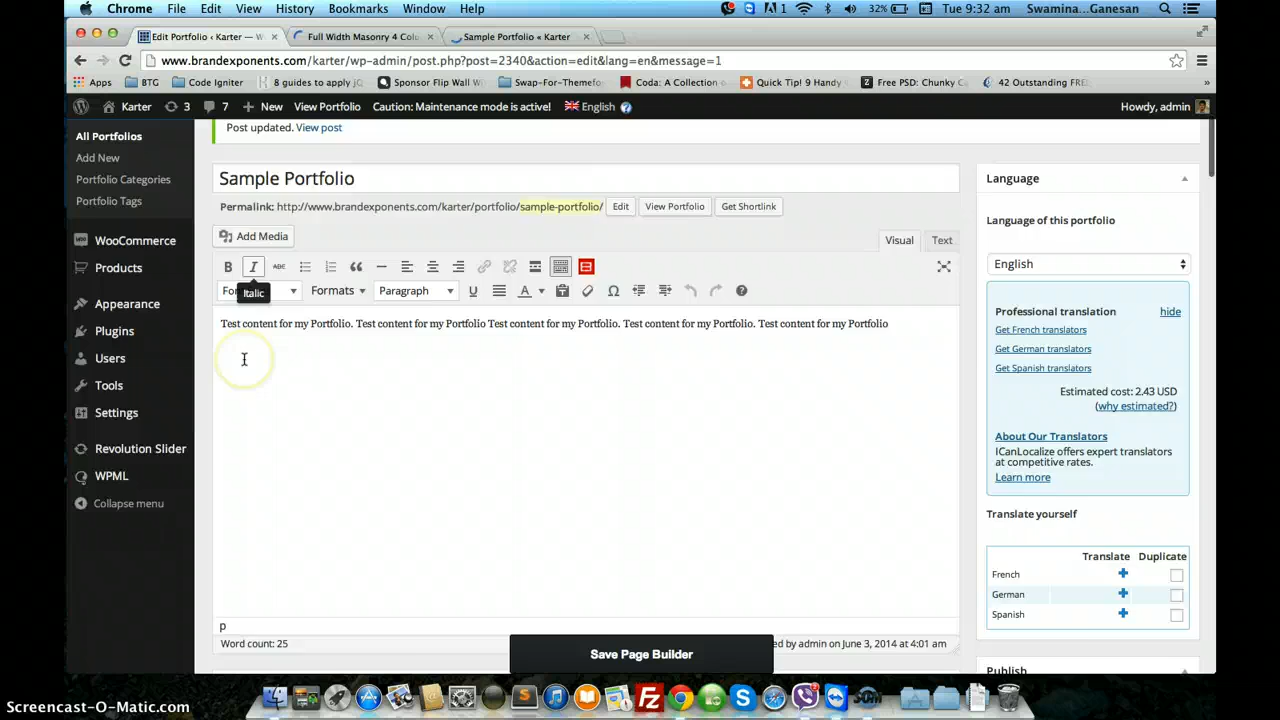 Chrome File Edit View History Bookmarks Window Help 1 32% Tue 9:32 am Swamina...Ganesan
Edit Portfolio ‹ Karter — W
Full Width Masonry 4 Colu
Sample Portfolio « Karter
www.brandexponents.com/karter/wp-admin/post.php?post=2340&action=edit&lang=en&message=1
Apps BTG Code Igniter 8 guides to apply jQ Sponsor Flip Wall Wi Swap-For-Themefo Coda: A Collection o Quick Tip! 9 Handy Free PSD: Chunky Ca 42 Outstanding FREE »
Karter 3 7 New View Portfolio Caution: Maintenance mode is active! English Howdy, admin
All Portfolios
Add New
Portfolio Categories
Portfolio Tags
WooCommerce
Products
Appearance
Plugins
Users
Tools
Settings
Revolution Slider
WPML
Collapse menu
Post updated. View post
Sample Portfolio
Permalink: http://www.brandexponents.com/karter/portfolio/sample-portfolio/ Edit View Portfolio Get Shortlink
Add Media
Visual Text
B I ABC
Italic
Formats Paragraph U A
Test content for my Portfolio. Test content for my Portfolio Test content for my Portfolio. Test content for my Portfolio. Test content for my Portfolio
p
Word count: 25
by admin on June 3, 2014 at 4:01 am
Save Page Builder
Language
Language of this portfolio
English
Professional translation hide
Get French translators
Get German translators
Get Spanish translators
Estimated cost: 2.43 USD
(why estimated?)
About Our Translators
ICanLocalize offers expert translators
at competitive rates.
Learn more
Translate yourself
Translate Duplicate
French
German
Spanish
Publish
Screencast-O-Matic.com